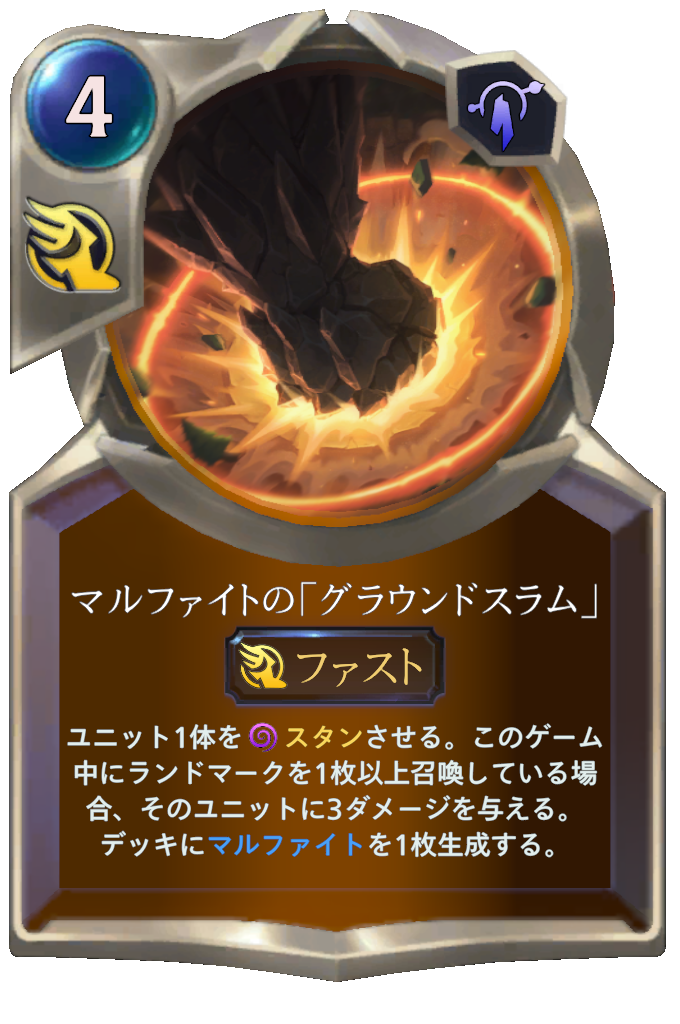 4
マルファイトの「グラウンドスラム」
ファスト
ユニット1体をスタンさせる。このゲーム
中にランドマークを1枚以上召喚している場
合、そのユニットに3ダメージを与える。
デッキにマルファイトを1枚生成する。